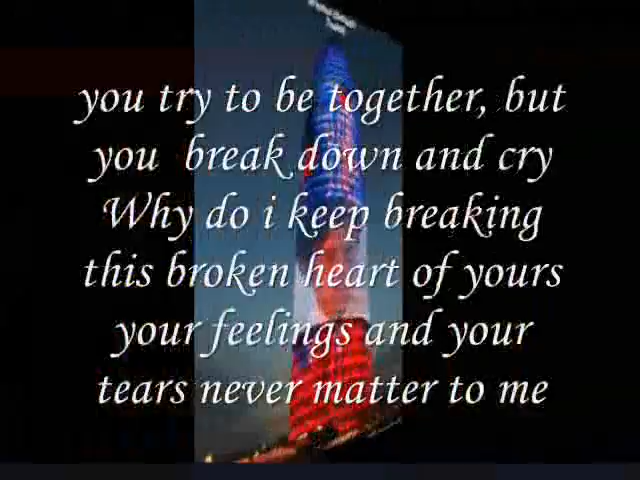 you try to be together, but
you break down and cry
Why do i keep breaking
this broken heart of yours
your feelings and your
tears never matter to me